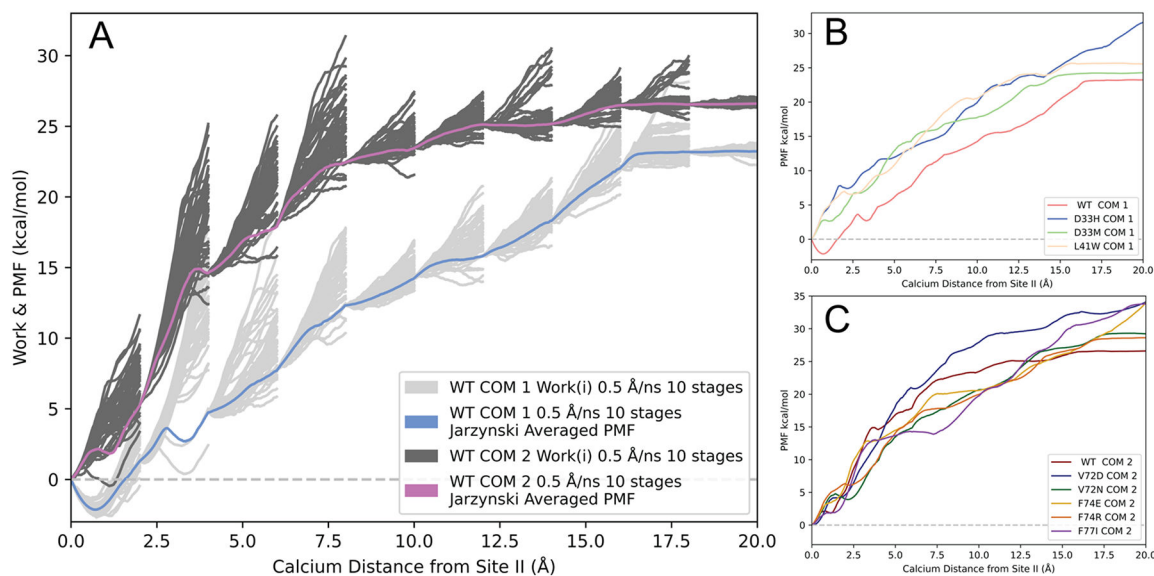 A
Work & PMF (kcal/mol)
30
25
20
15
10
5
0
0.0 2.5 5.0 7.5 10.0 12.5 15.0 17.5 20.0
Calcium Distance from Site II (Å)
WT COM 1 Work(i) 0.5 Å/ns 10 stages
WT COM 1 0.5 Å/ns 10 stages
Jarzynski Averaged PMF
WT COM 2 Work(i) 0.5 Å/ns 10 stages
WT COM 2 0.5 Å/ns 10 stages
Jarzynski Averaged PMF
B
PMF kcal/mol
30
25
20
15
10
5
0
0.0 2.5 5.0 7.5 10.0 12.5 15.0 17.5 20.0
Calcium Distance from Site II (Å)
WT COM 1
D33H COM 1
D33M COM 1
L41W COM 1
C
PMF kcal/mol
35
30
25
20
15
10
5
0
0.0 2.5 5.0 7.5 10.0 12.5 15.0 17.5 20.0
Calcium Distance from Site II (Å)
WT COM 2
V72D COM 2
V72N COM 2
F74E COM 2
F74R COM 2
F77I COM 2